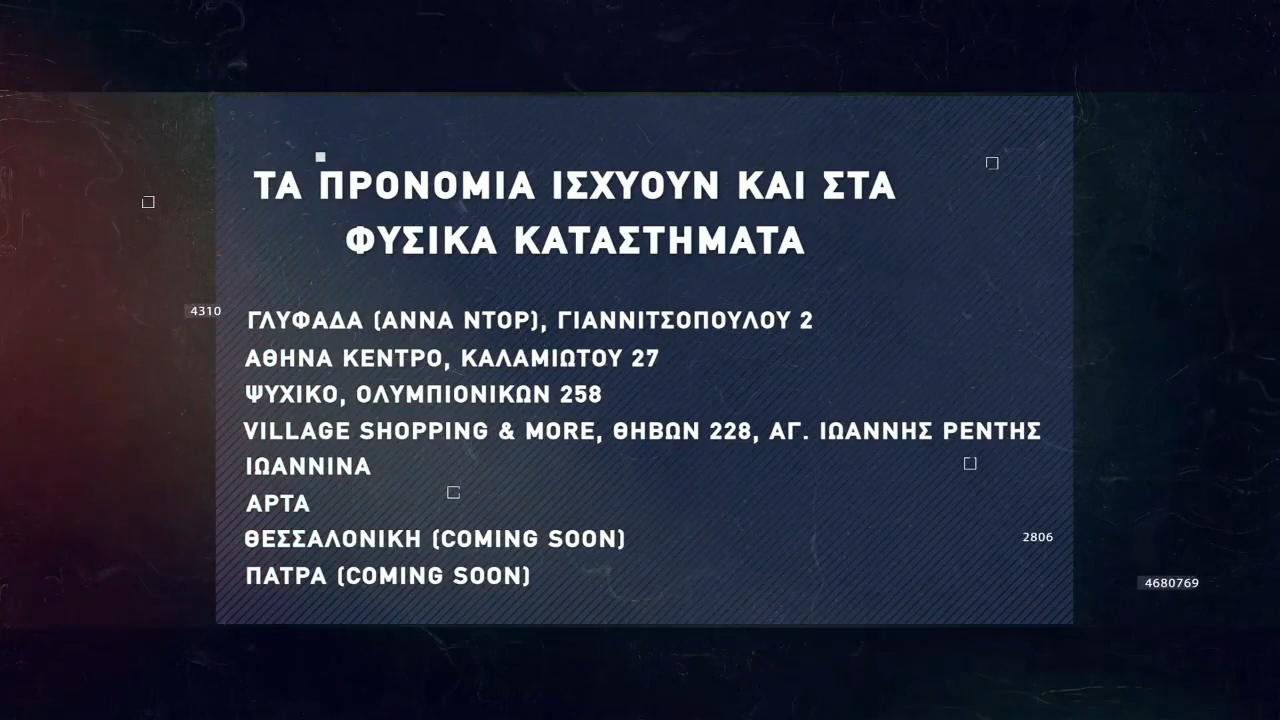 ΤΑ ΠΡΟΝΟΜΙΑ ΙΣΧΥΟΥΝ ΚΑΙ ΣΤΑ
ΦΥΣΙΚΑ ΚΑΤΑΣΤΗΜΑΤΑ
4310
ΓΛΥΦΑΔΑ (ΑΝΝΑ ΝΤΟΡ), ΓΙΑΝΝΙΤΣΟΠΟΥΛΟΥ 2
ΑΘΗΝΑ ΚΕΝΤΡΟ, ΚΑΛΑΜΙΩΤΟΥ 27
ΨΥΧΙΚΟ, ΟΛΥΜΠΙΟΝΙΚΩΝ 258
VILLAGE SHOPPING & MORE, ΘΗΒΩΝ 228, ΑΓ. ΙΩΑΝΝΗΣ ΡΕΝΤΗΣ
ΙΩΑΝΝΙΝΑ
ΑΡΤΑ
ΘΕΣΣΑΛΟΝΙΚΗ (COMING SOON)
2806
ΠΑΤΡΑ (COMING SOON)
4680769